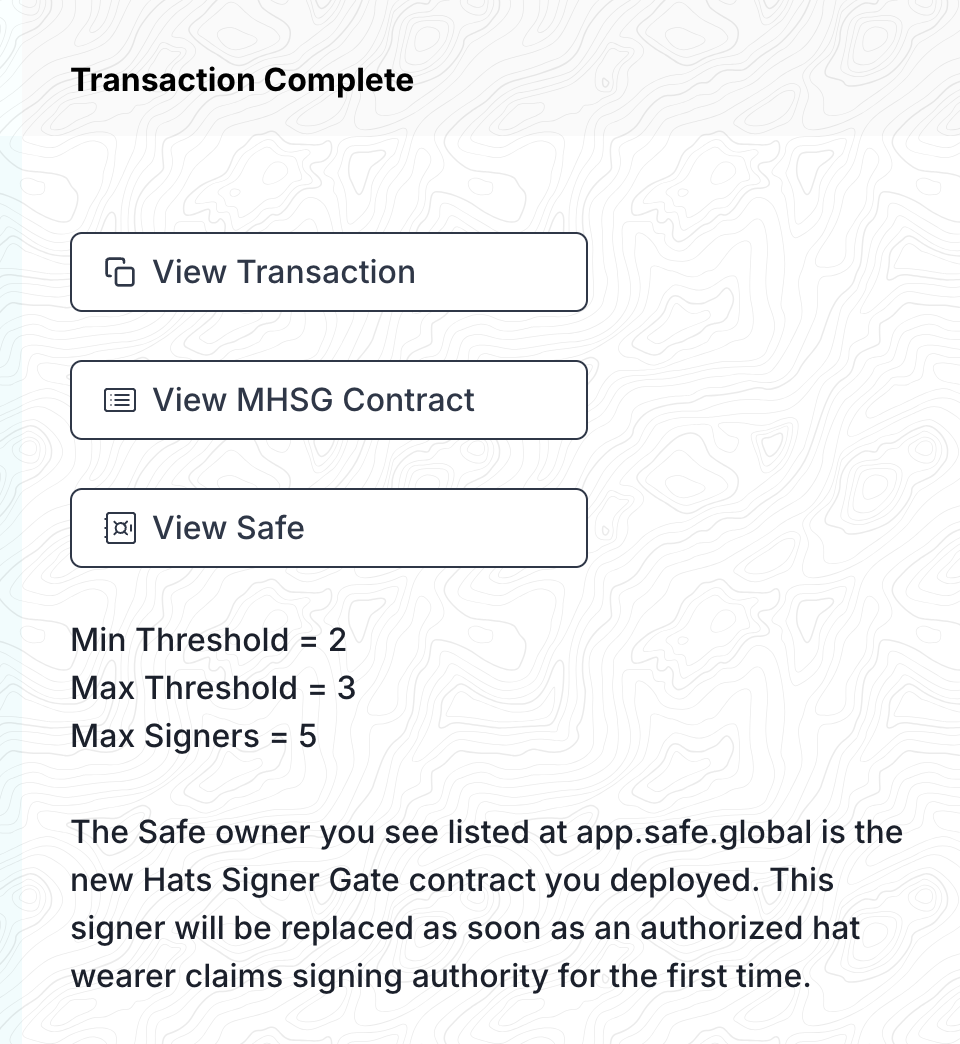 Transaction Complete
View Transaction
View MHSG Contract
View Safe
Min Threshold = 2
Max Threshold = 3
Max Signers = 5
The Safe owner you see listed at app.safe.global is the
new Hats Signer Gate contract you deployed. This
signer will be replaced as soon as an authorized hat
wearer claims signing authority for the first time.